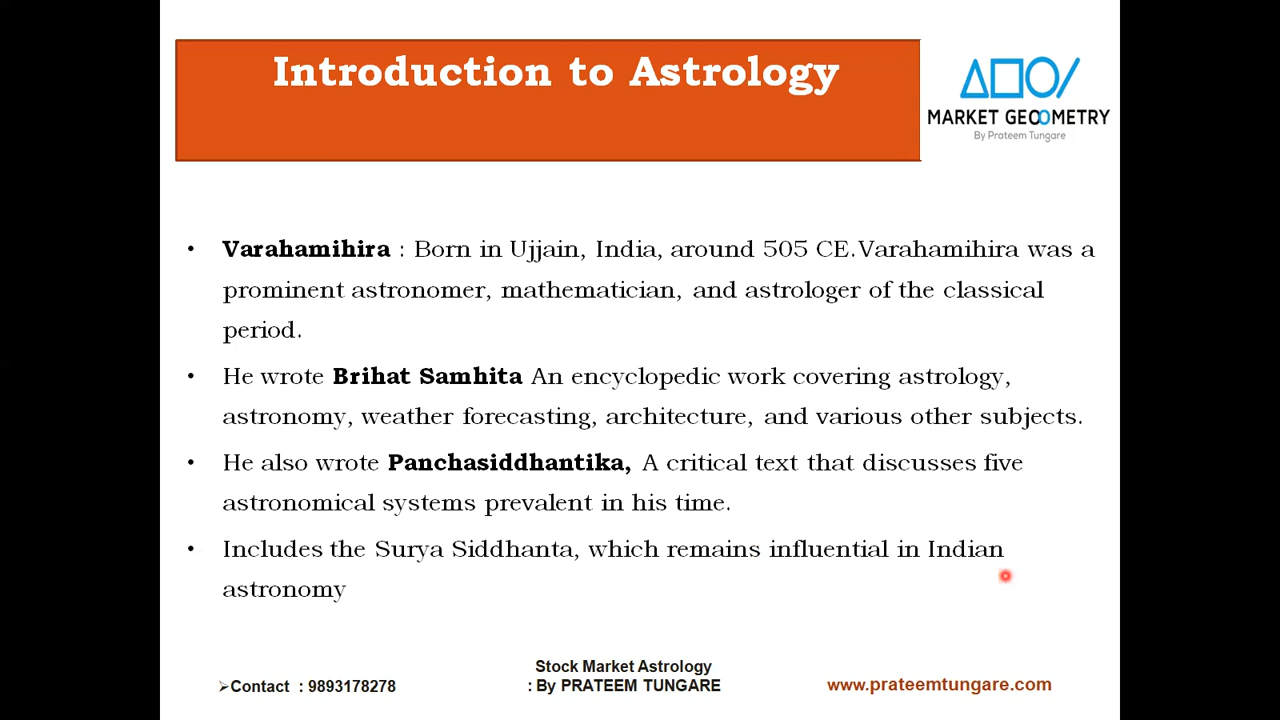 Introduction to Astrology
MARKET GEOOMETRY
By Prateem Tungare
• Varahamihira : Born in Ujjain, India, around 505 CE.Varahamihira was a
prominent astronomer, mathematician, and astrologer of the classical
period.
• He wrote Brihat Samhita An encyclopedic work covering astrology,
astronomy, weather forecasting, architecture, and various other subjects.
• He also wrote Panchasiddhantika, A critical text that discusses five
astronomical systems prevalent in his time.
• Includes the Surya Siddhanta, which remains influential in Indian
astronomy
➢Contact : 9893178278
Stock Market Astrology
: By PRATEEM TUNGARE
www.prateemtungare.com